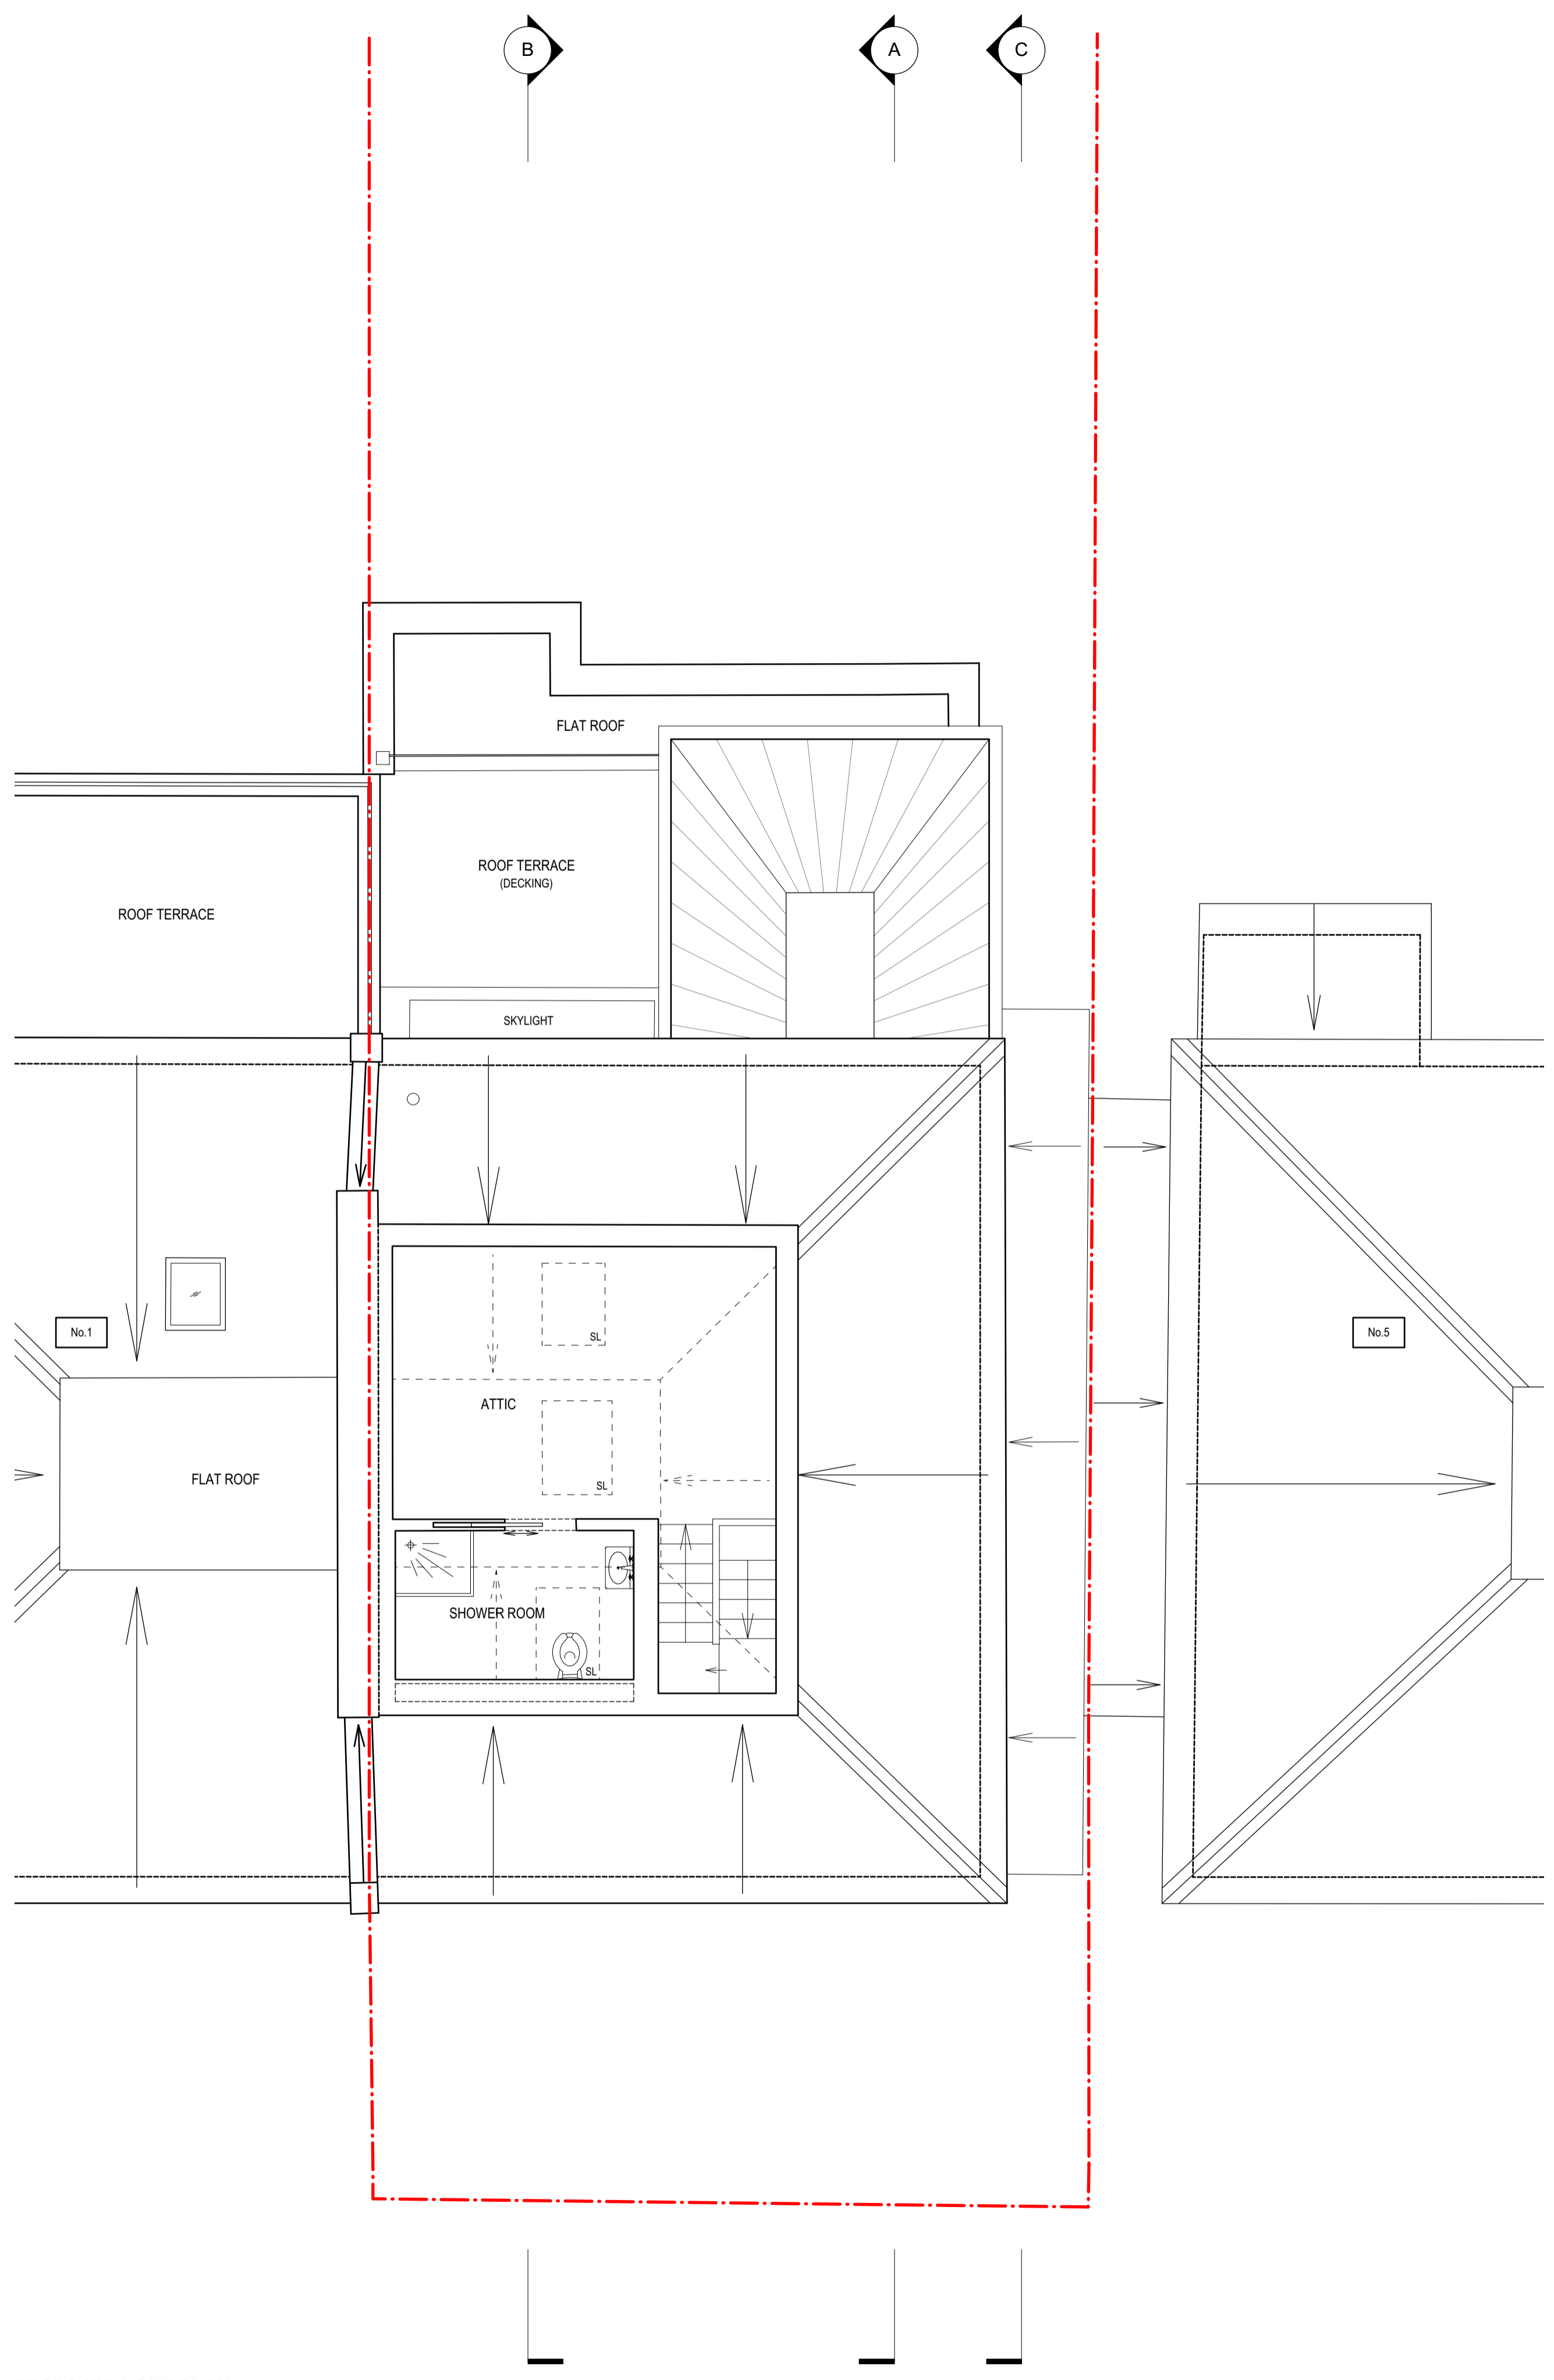 B
A
C
FLAT ROOF
ROOF TERRACE
(DECKING)
ROOF TERRACE
SKYLIGHT
SL
No.1
No.5
ATTIC
FLAT ROOF
SL
SHOWER ROOM
SL